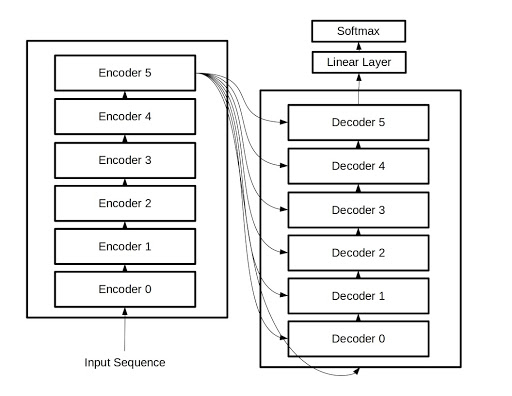 Softmax
Linear Layer
Encoder 5
Encoder 4
Encoder 3
Encoder 2
Encoder 1
Encoder 0
Input Sequence
Decoder 5
Decoder 4
Decoder 3
Decoder 2
Decoder 1
Decoder 0